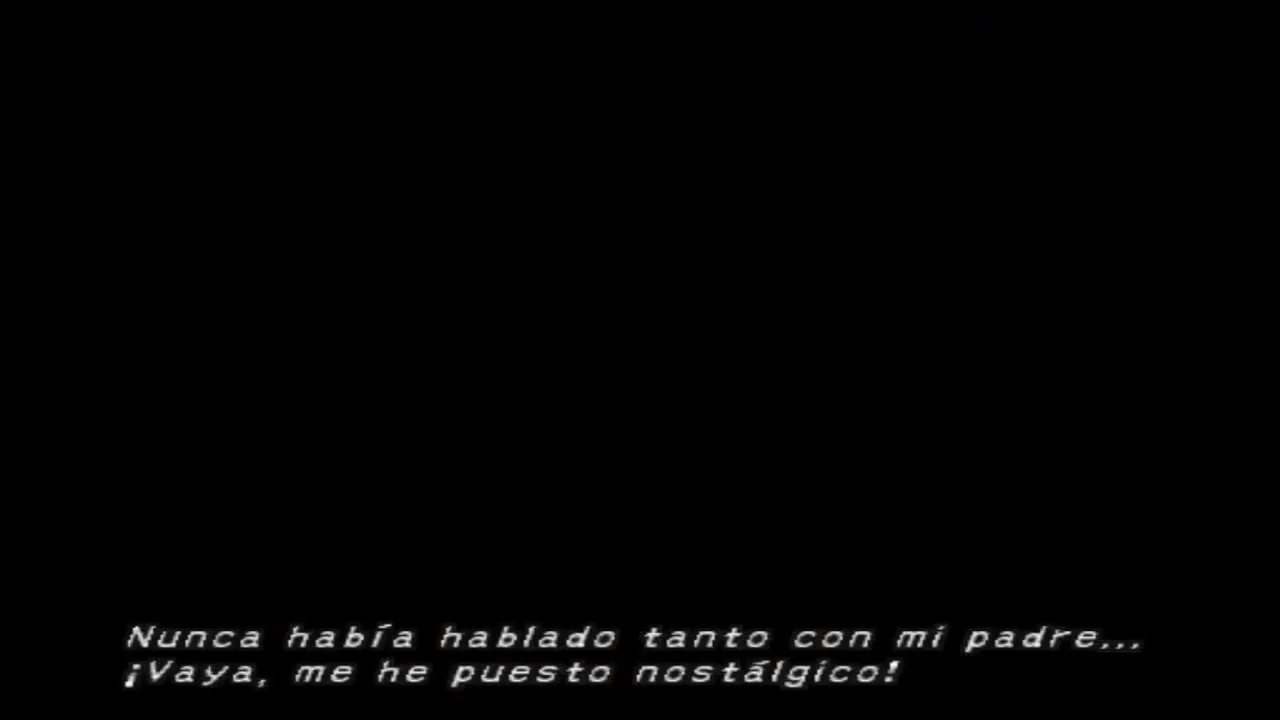 Nunca había hablado tanto con mi padre...
¡Vaya, me he puesto nostálgico!